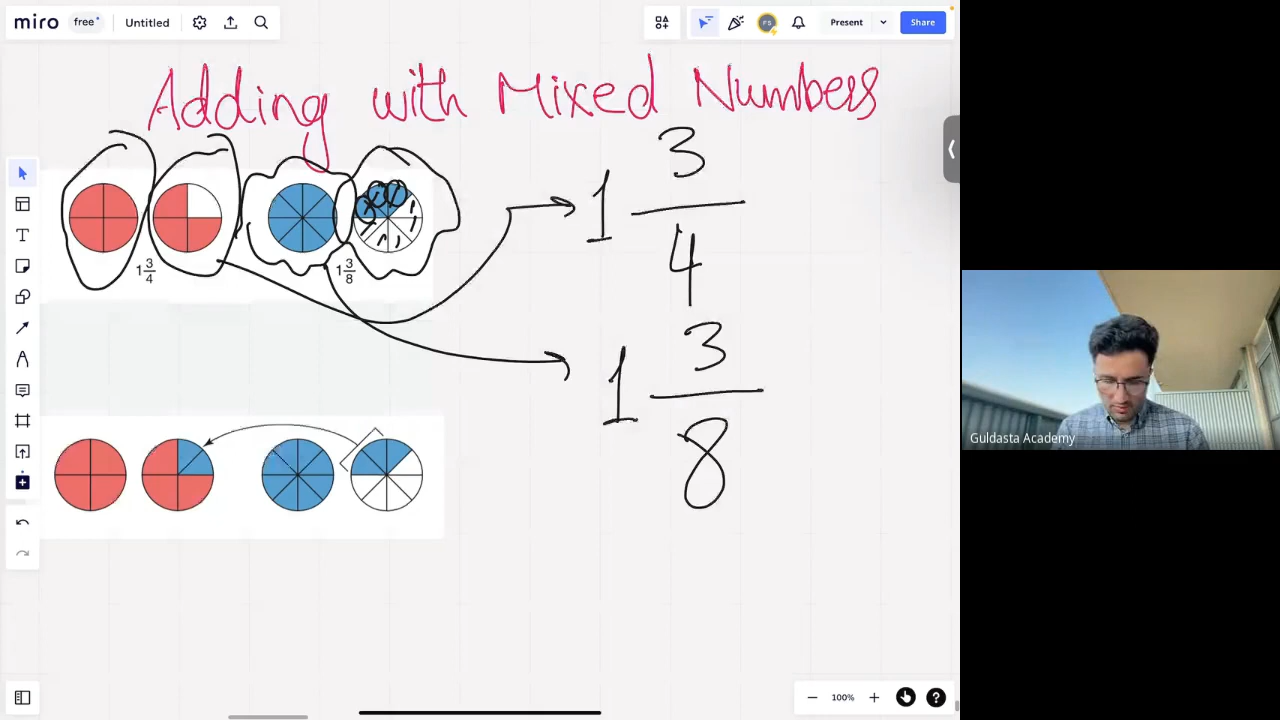 miro free Untitled Present Share
Adding with Mixed Numbers
1 3/4
1 3/8
1 3/4
1 3/8
Guldasta Academy
100%